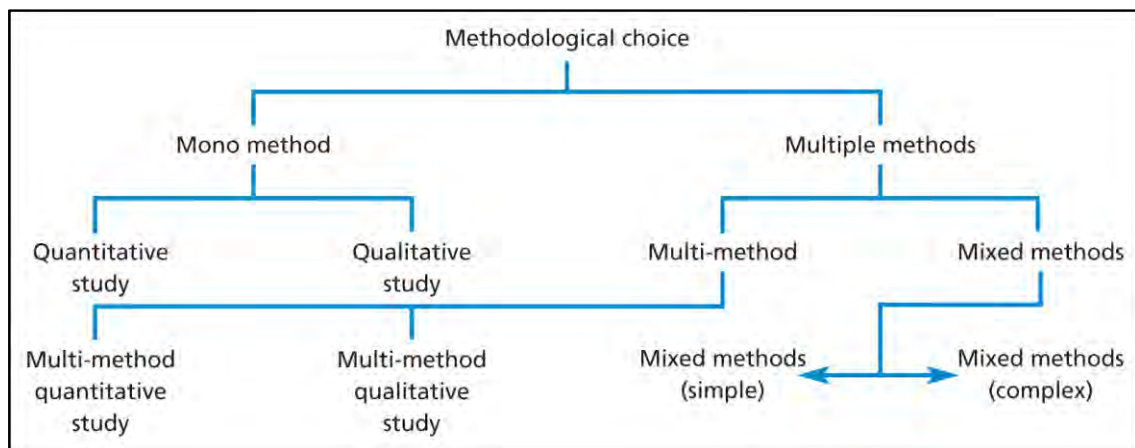 Methodological choice
Mono method
Multiple methods
Quantitative
study
Qualitative
study
Multi-method
Mixed methods
Multi-method
quantitative
study
Multi-method
qualitative
study
Mixed methods
(simple)
Mixed methods
(complex)